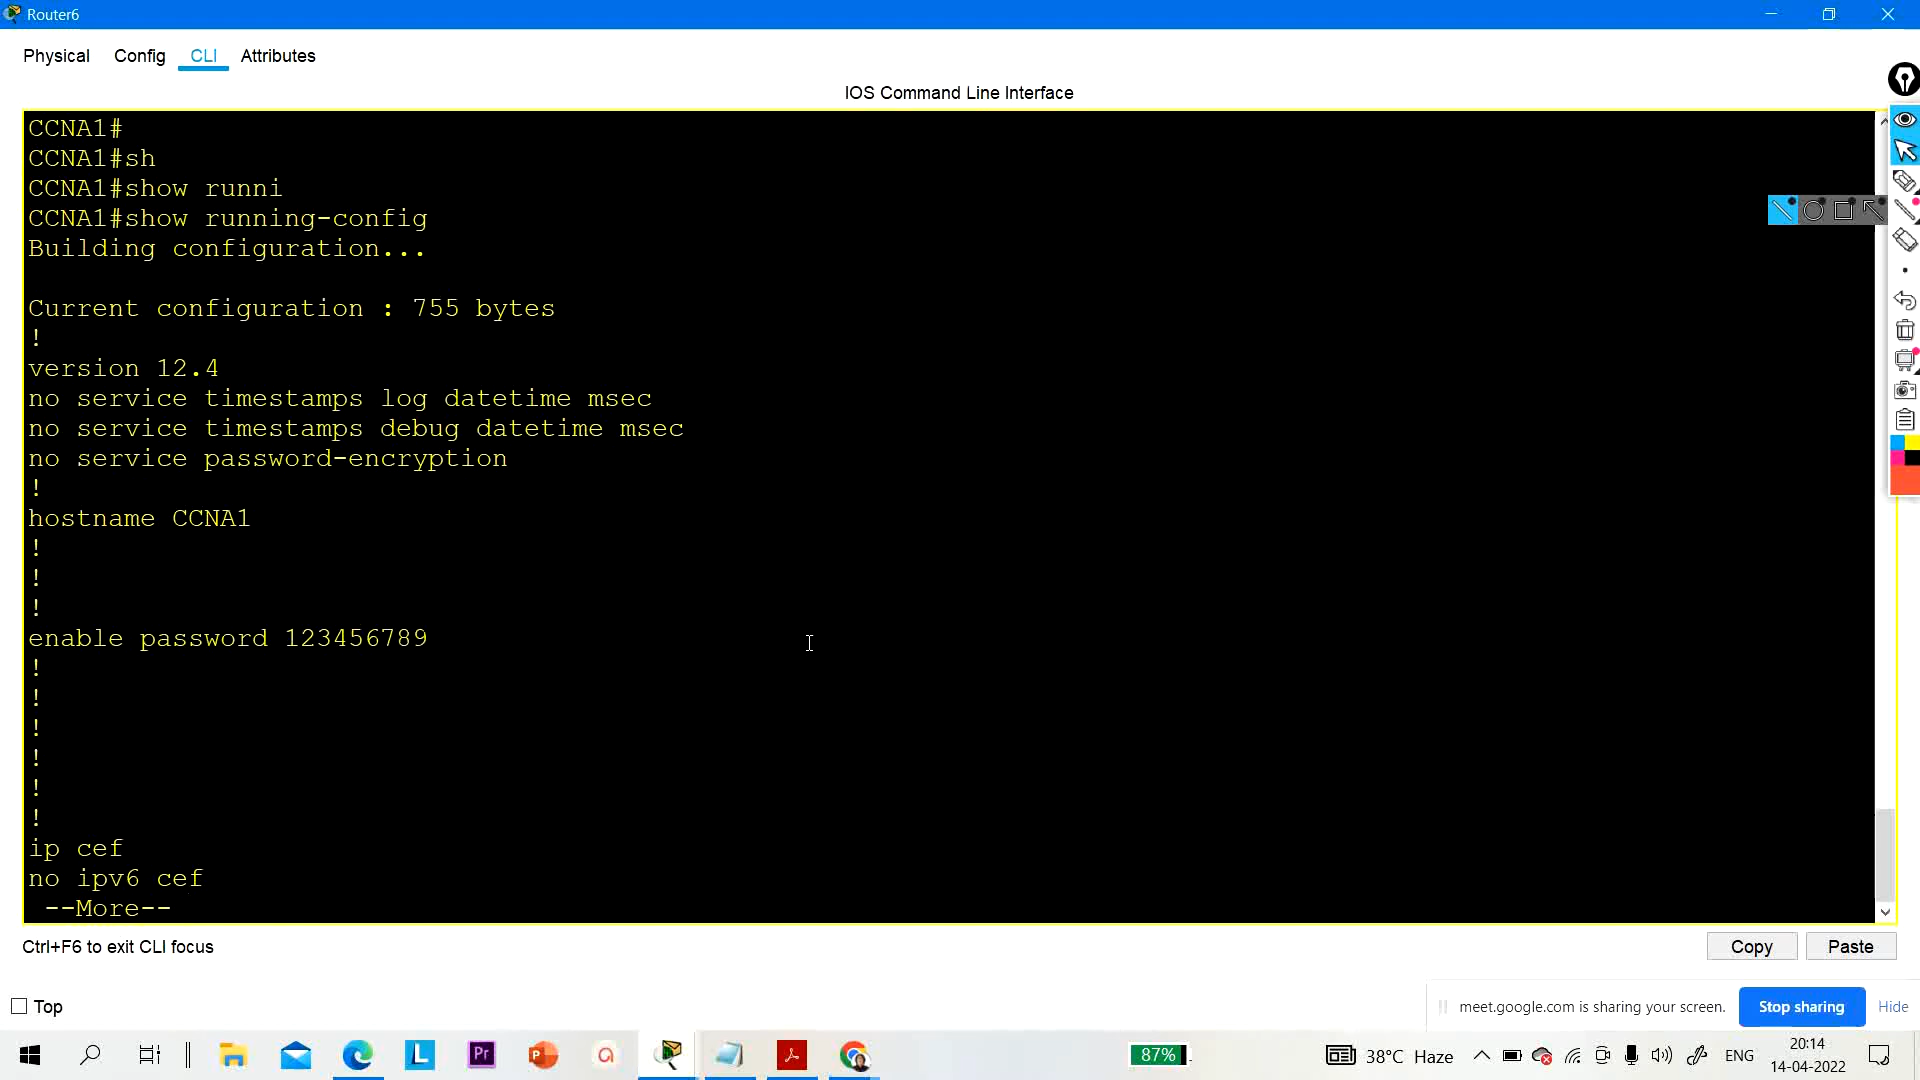 Router6
Physical Config CLI Attributes
IOS Command Line Interface
CCNA1#
CCNA1#sh
CCNA1#show runni
CCNA1#show running-config
Building configuration...
Current configuration : 755 bytes
!
version 12.4
no service timestamps log datetime msec
no service timestamps debug datetime msec
no service password-encryption
!
hostname CCNA1
!
!
!
enable password 123456789
!
!
!
!
!
!
ip cef
no ipv6 cef
--More--
Ctrl+F6 to exit CLI focus
Copy Paste
Top
meet.google.com is sharing your screen. Stop sharing Hide
L Pr P a 87% 38°C Haze ENG 20:14
14-04-2022